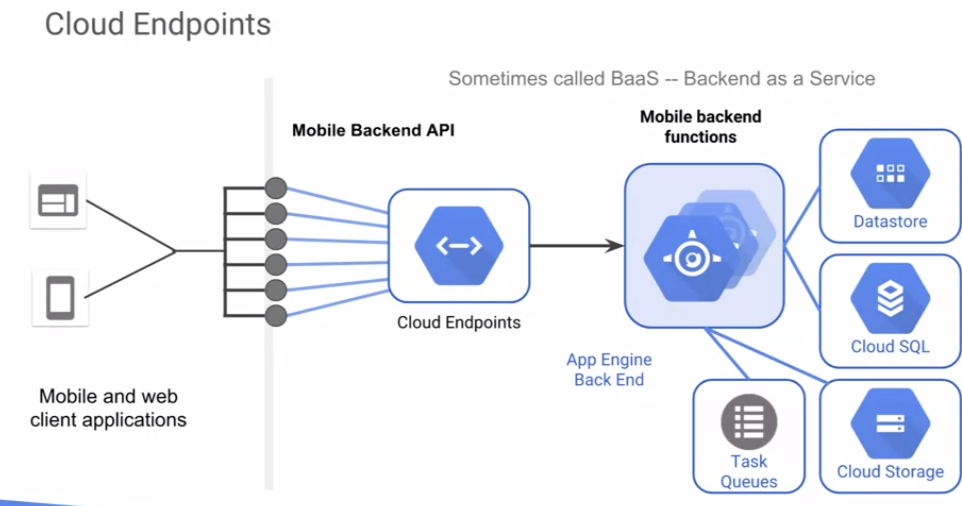 Cloud Endpoints
Sometimes called BaaS -- Backend as a Service
Mobile Backend API
Mobile backend
functions
Datastore
Cloud Endpoints
Cloud SQL
App Engine
Back End
Mobile and web
client applications
Task
Queues
Cloud Storage